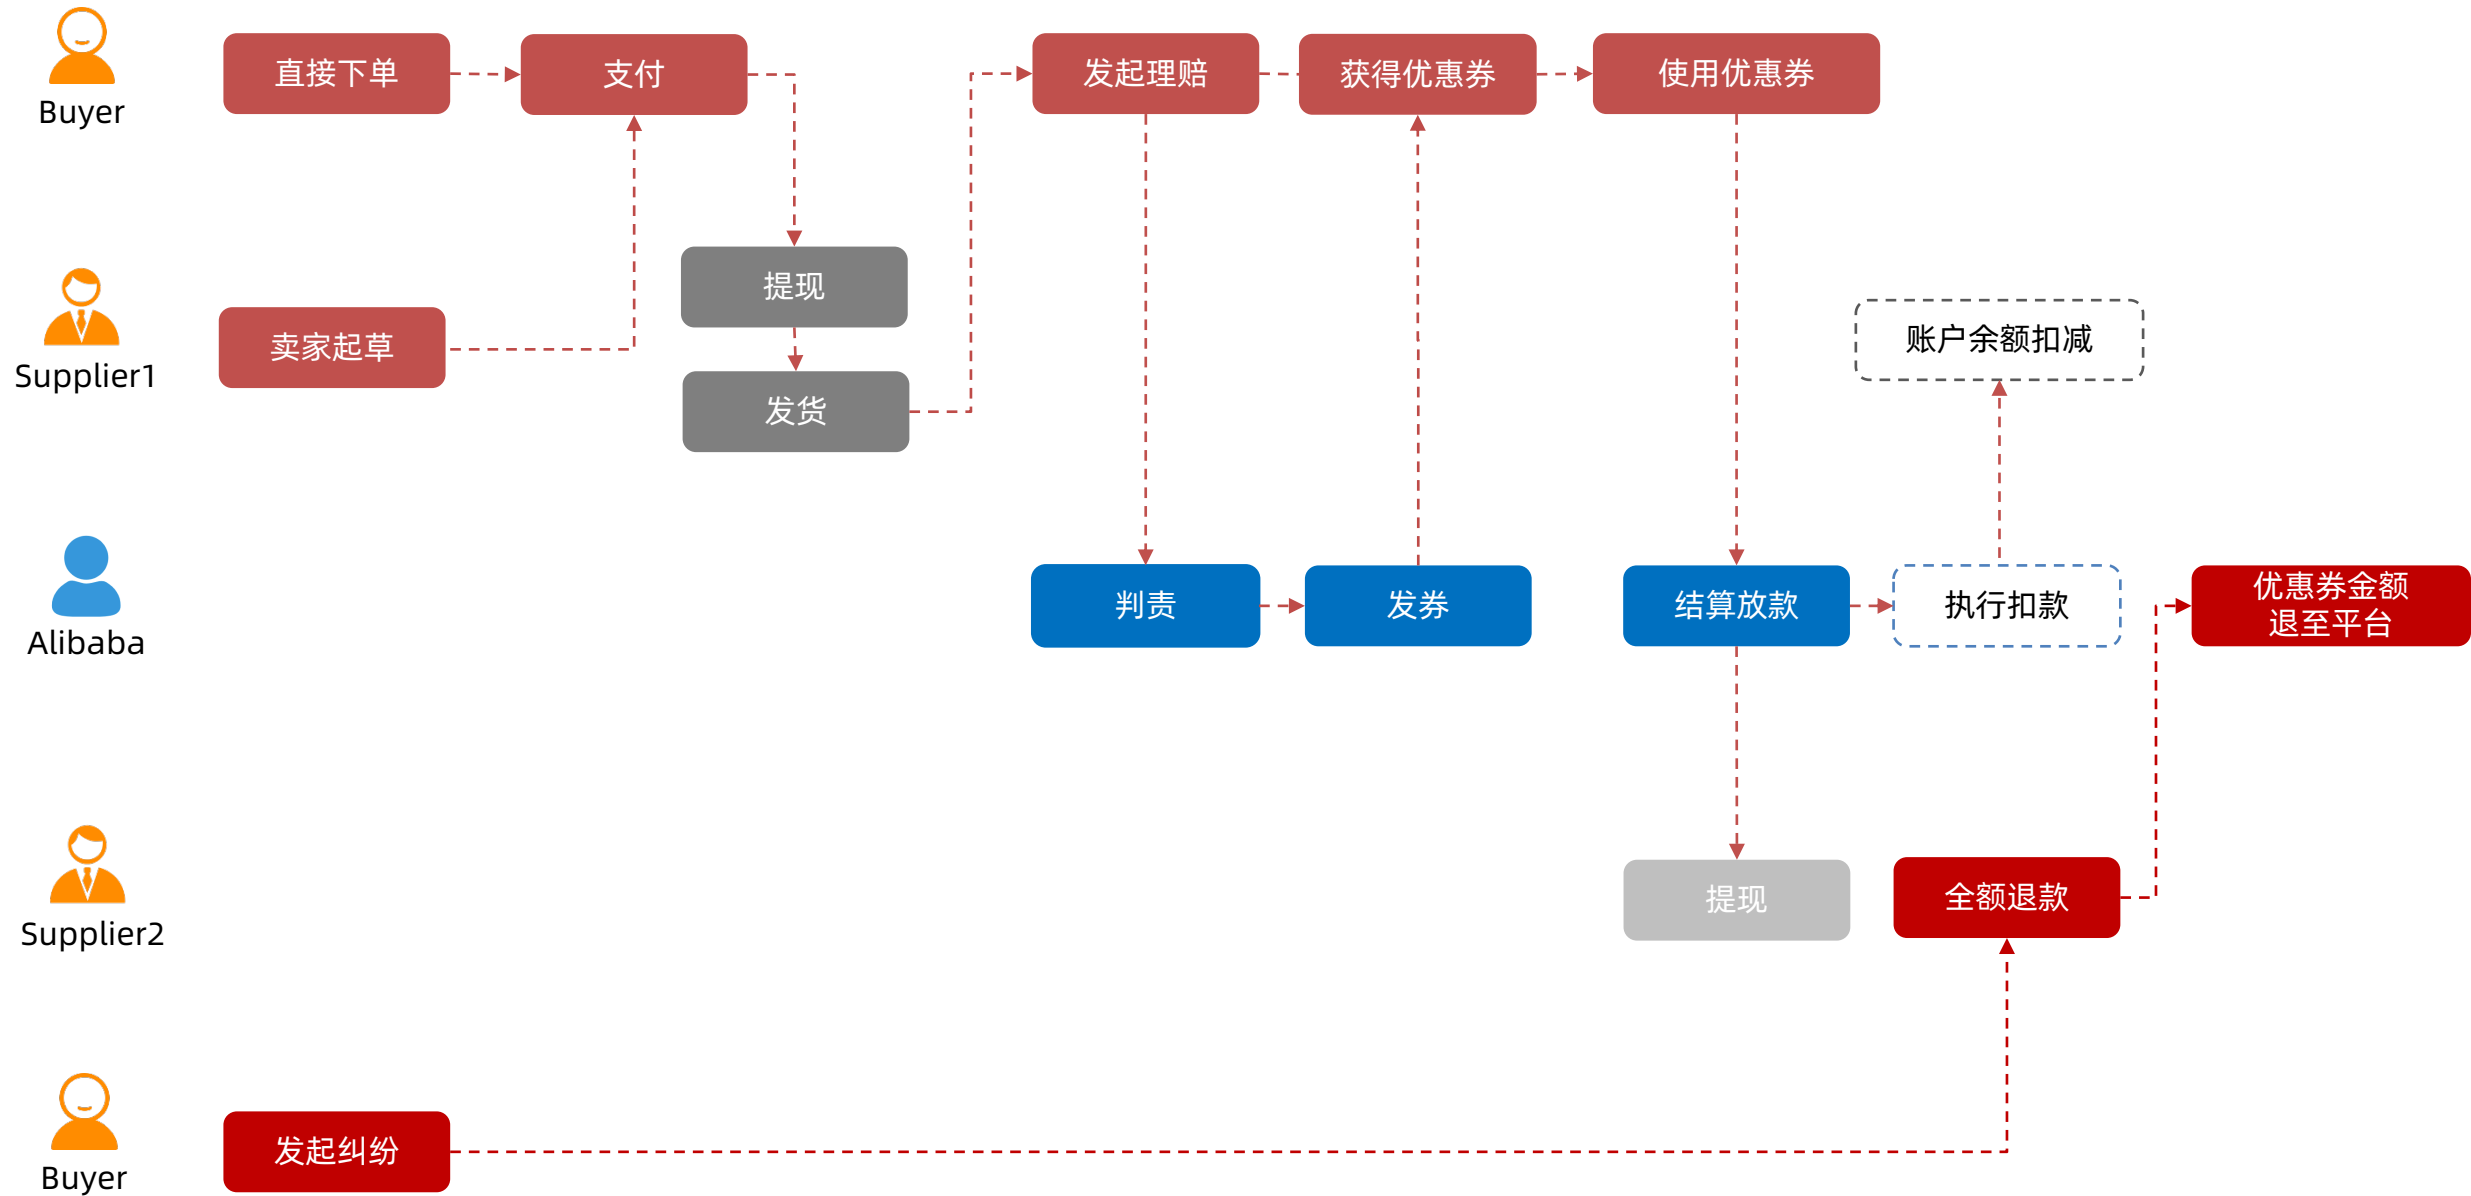 直接下单
支付
发起理赔
获得优惠券
使用优惠券
Buyer
提现
卖家起草
账户余额扣减
Supplier1
发货
判责
发券
结算放款
执行扣款
优惠券金额
退至平台
Alibaba
提现
全额退款
Supplier2
发起纠纷
Buyer